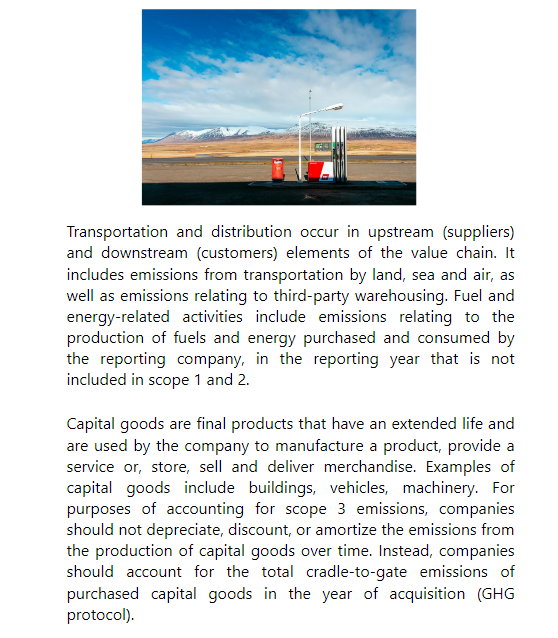 Transportation and distribution occur in upstream (suppliers)
and downstream (customers) elements of the value chain. It
includes emissions from transportation by land, sea and air, as
well as emissions relating to third-party warehousing. Fuel and
energy-related activities include emissions relating to the
production of fuels and energy purchased and consumed by
the reporting company, in the reporting year that is not
included in scope 1 and 2.
Capital goods are final products that have an extended life and
are used by the company to manufacture a product, provide a
service or, store, sell and deliver merchandise. Examples of
capital goods include buildings, vehicles, machinery. For
purposes of accounting for scope 3 emissions, companies
should not depreciate, discount, or amortize the emissions from
the production of capital goods over time. Instead, companies
should account for the total cradle-to-gate emissions of
purchased capital goods in the year of acquisition (GHG
protocol).